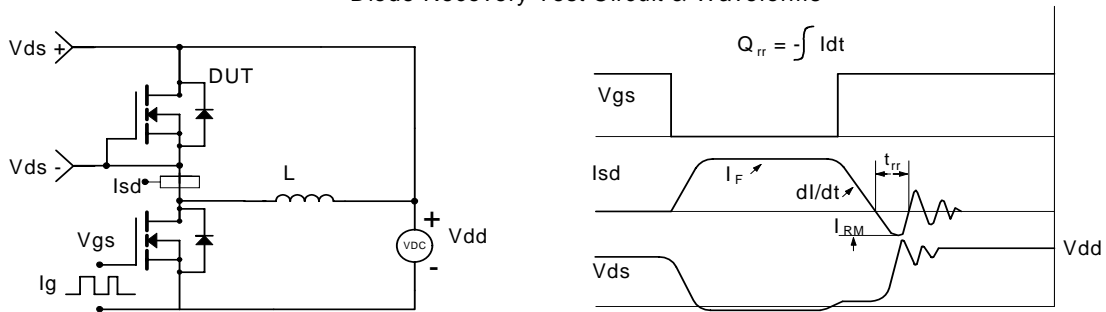 Diode Recovery Test Circuit & Waveforms
Vds +
DUT
Vds -
Isd
L
Vgs
Ig
VDC
+
-
Vdd
Q rr = - ∫ Idt
Vgs
Isd
I F
dI/dt
t rr
I RM
Vds
Vdd